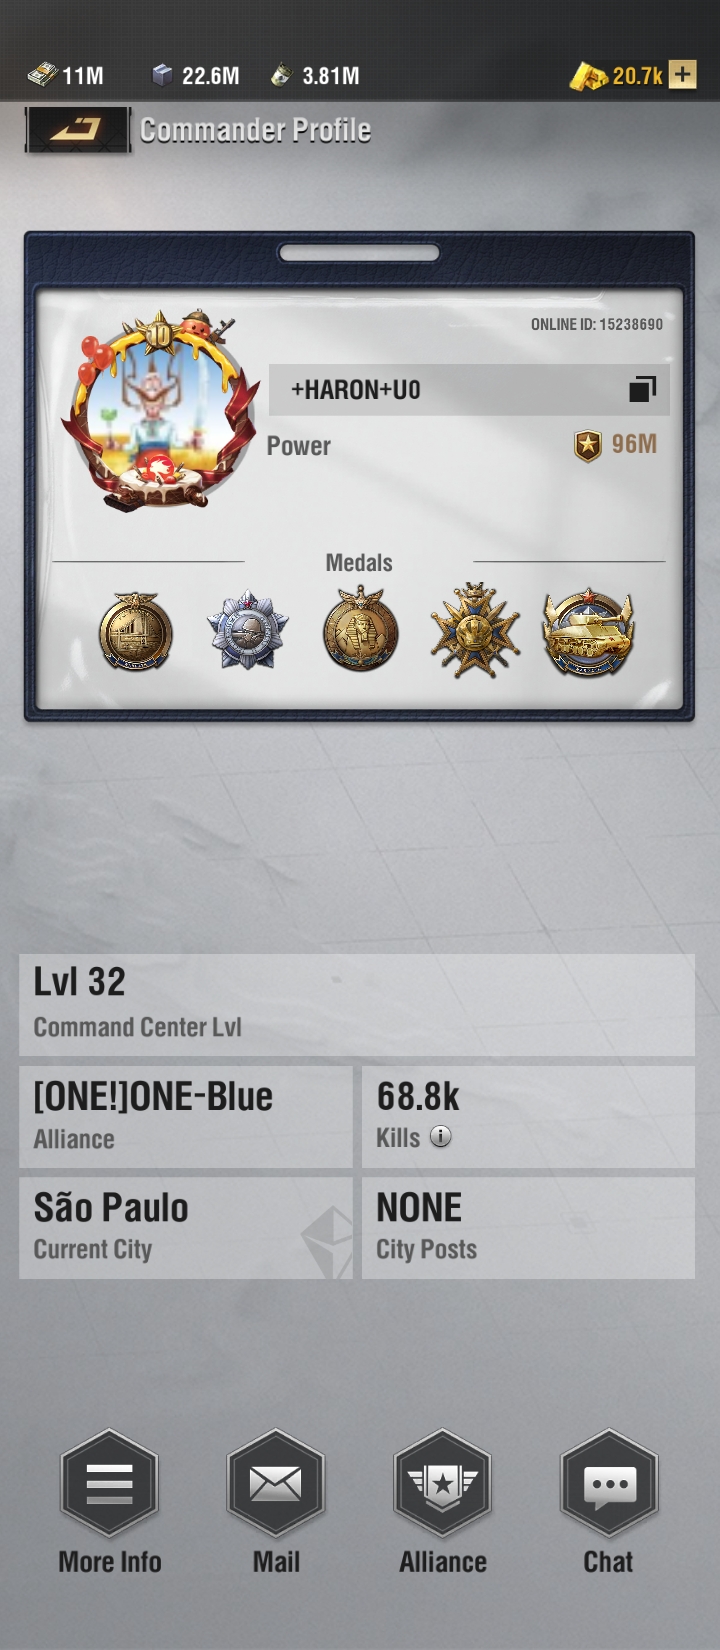 11M 22.6M 3.81M 20.7k
Commander Profile
10
ONLINE ID: 15238690
+HARON+U0
Power 96M
Medals
Lvl 32
Command Center Lvl
[ONE!]ONE-Blue
Alliance
68.8k
Kills
São Paulo
Current City
NONE
City Posts
More Info Mail Alliance Chat